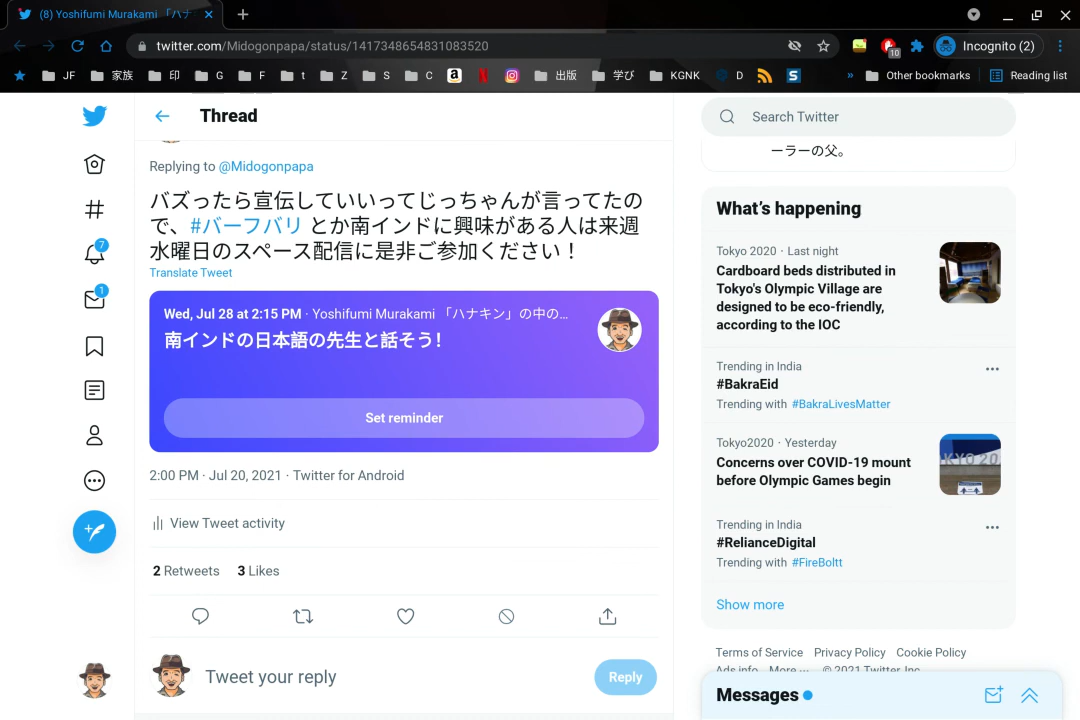 (8) Yoshifumi Murakami 「ハナ
twitter.com/Midogonpapa/status/1417348654831083520
10
Incognito (2)
JF
家族
印
G
F
t
Z
S
C
a
出版
学び
KGNK
D
S
»
Other bookmarks
Reading list
Thread
Search Twitter
ーラーの父。
Replying to @Midogonpapa
バズったら宣伝していいってじっちゃんが言ってたの
で、#バーフバリ とか南インドに興味がある人は来週
水曜日のスペース配信に是非ご参加ください！
Translate Tweet
Wed, Jul 28 at 2:15 PM · Yoshifumi Murakami 「ハナキン」の中の…
南インドの日本語の先生と話そう！
Set reminder
2:00 PM · Jul 20, 2021 · Twitter for Android
View Tweet activity
2 Retweets 3 Likes
Tweet your reply
Reply
7
1
What's happening
Tokyo 2020 · Last night
Cardboard beds distributed in
Tokyo's Olympic Village are
designed to be eco-friendly,
according to the IOC
Trending in India
#BakraEid
Trending with #BakraLivesMatter
Tokyo2020 · Yesterday
Concerns over COVID-19 mount
before Olympic Games begin
KYO 20
Trending in India
#RelianceDigital
Trending with #FireBoltt
Show more
Terms of Service Privacy Policy Cookie Policy
Ads info More ··· © 2021 Twitter, Inc.
Messages